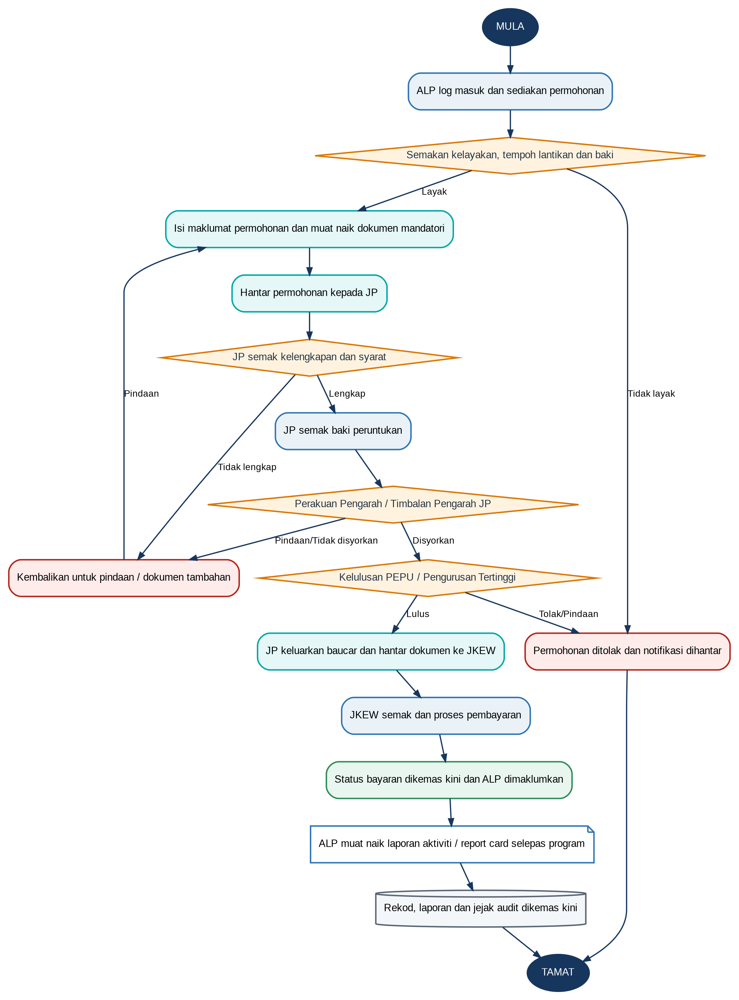 MULA
ALP log masuk dan sediakan permohonan
Semakan kelayakan, tempoh lantikan dan baki
Layak
Isi maklumat permohonan dan muat naik dokumen mandatori
Hantar permohonan kepada JP
JP semak kelengkapan dan syarat
Pindaan
Lengkap
Tidak layak
JP semak baki peruntukan
Tidak lengkap
Perakuan Pengarah / Timbalan Pengarah JP
Pindaan/Tidak disyorkan
Disyorkan
Kembalikan untuk pindaan / dokumen tambahan
Kelulusan PEPU / Pengurusan Tertinggi
Lulus
Tolak/Pindaan
JP keluarkan baucar dan hantar dokumen ke JKEW
Permohonan ditolak dan notifikasi dihantar
JKEW semak dan proses pembayaran
Status bayaran dikemas kini dan ALP dimaklumkan
ALP muat naik laporan aktiviti / report card selepas program
Rekod, laporan dan jejak audit dikemas kini
TAMAT